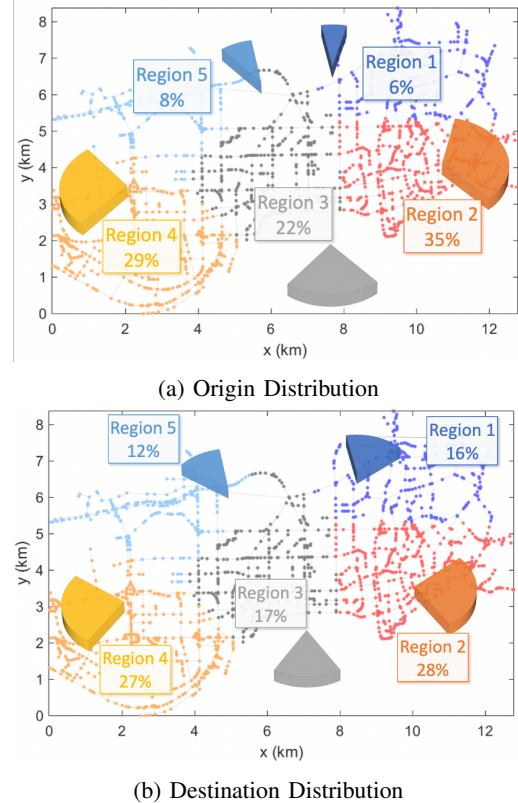 8
7
6
5
4
3
2
1
0
y (km)
Region 5
8%
Region 1
6%
Region 3
22%
Region 2
35%
Region 4
29%
0 2 4 6 8 10 12
x (km)
(a) Origin Distribution
8
7
6
5
4
3
2
1
0
y (km)
Region 5
12%
Region 1
16%
Region 3
17%
Region 2
28%
Region 4
27%
0 2 4 6 8 10 12
x (km)
(b) Destination Distribution